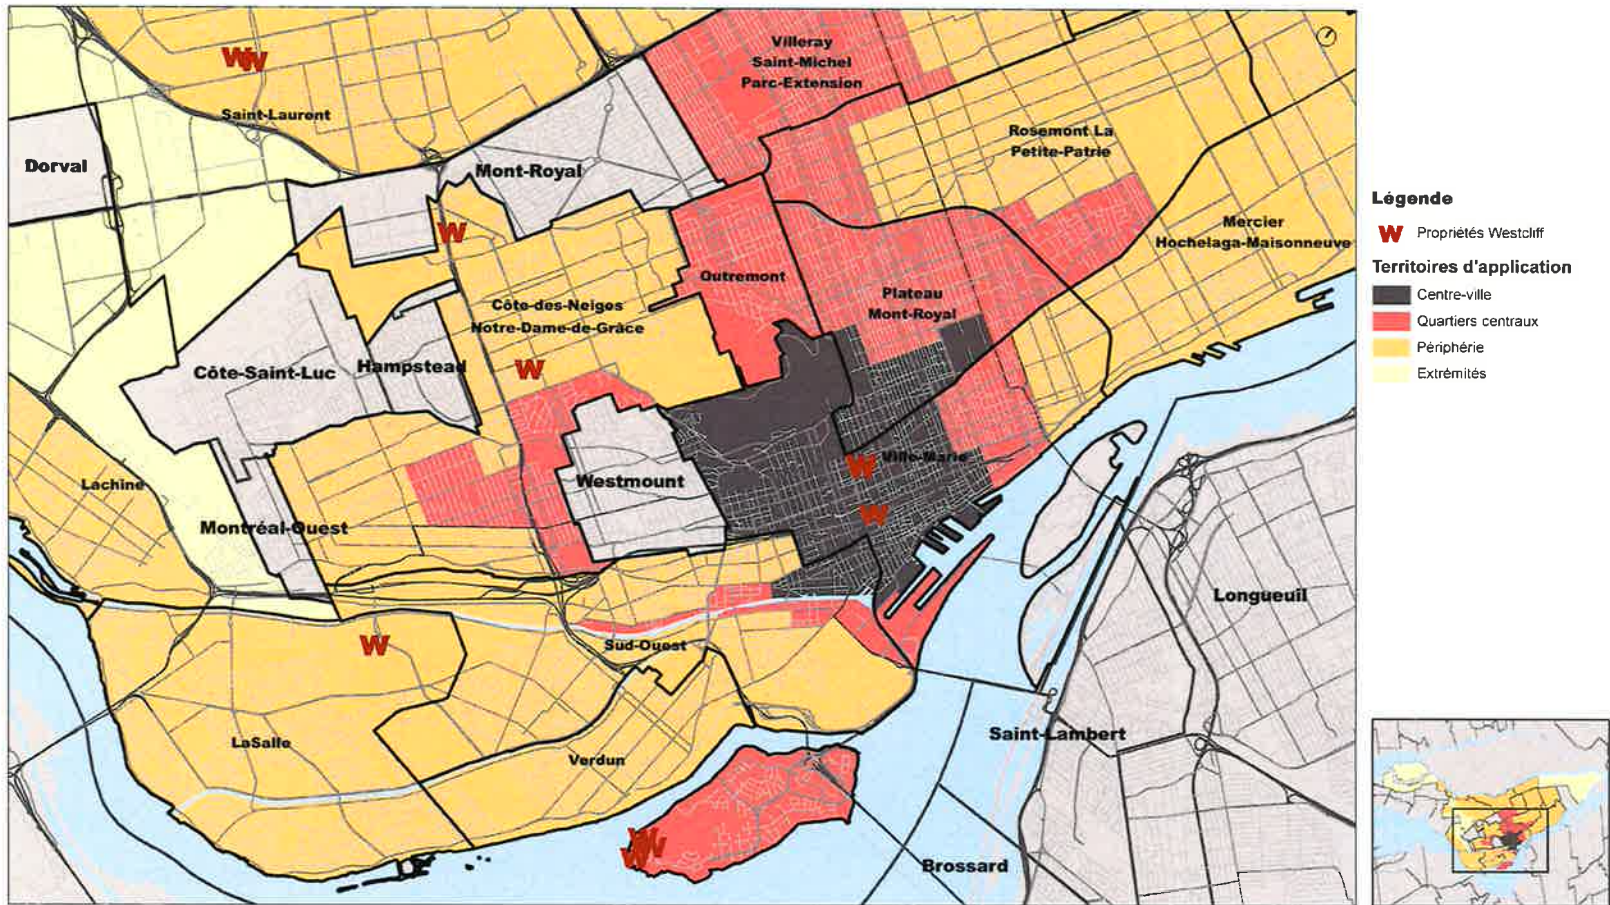 Villeray
Saint-Michel
Parc-Extension
W
W
Saint-Laurent
Rosemont La
Petite-Patrie
Dorval
Mont-Royal
W
Mercier
Hochelaga-Maisonneuve
Outremont
Plateau
Mont-Royal
Côte-des-Neiges
Notre-Dame-de-Grâce
W
Côte-Saint-Luc
Hampstead
W
Ville-Marie
Westmount
Lachine
W
Montréal-Ouest
Longueuil
W
Sud-Ouest
Saint-Lambert
LaSalle
Verdun
W
W
W
Brossard
Légende
W Propriétés Westcliff
Territoires d'application
Centre-ville
Quartiers centraux
Périphérie
Extrémités